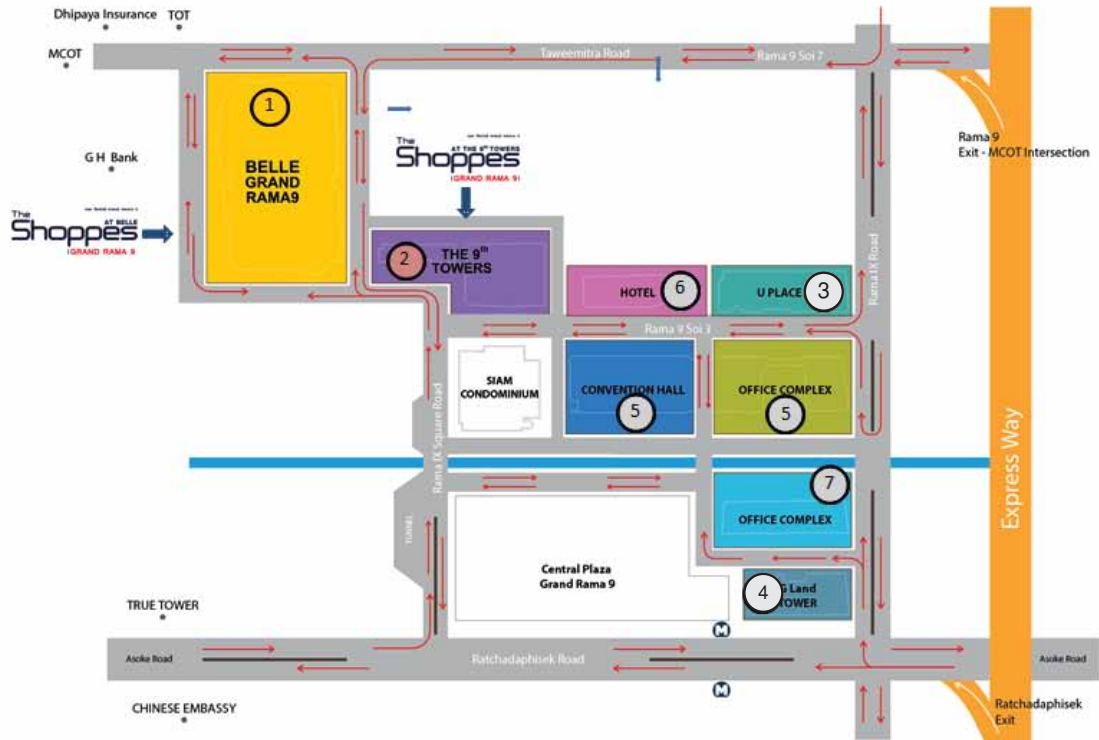 Dhipaya Insurance TOT
MCOT
Taweemitra Road
Rama 9 Soi 7
1
BELLE
GRAND
RAMA9
G H Bank
The
Shoppes
AT THE 9TH TOWERS
GRAND RAMA 9
Rama 9
Exit - MCOT Intersection
The
Shoppes
AT BELLE
GRAND RAMA 9
2
THE 9th
TOWERS
HOTEL 6
U PLACE 3
Rama IX Road
Rama 9 Soi 3
SIAM
CONDOMINIUM
CONVENTION HALL
5
OFFICE COMPLEX
5
Rama IX Square Road
Express Way
7
OFFICE COMPLEX
TUNNEL
Central Plaza
Grand Rama 9
4
Land
TOWER
TRUE TOWER
M
Asoke Road
Ratchadaphisek Road
Asoke Road
M
CHINESE EMBASSY
Ratchadaphisek
Exit